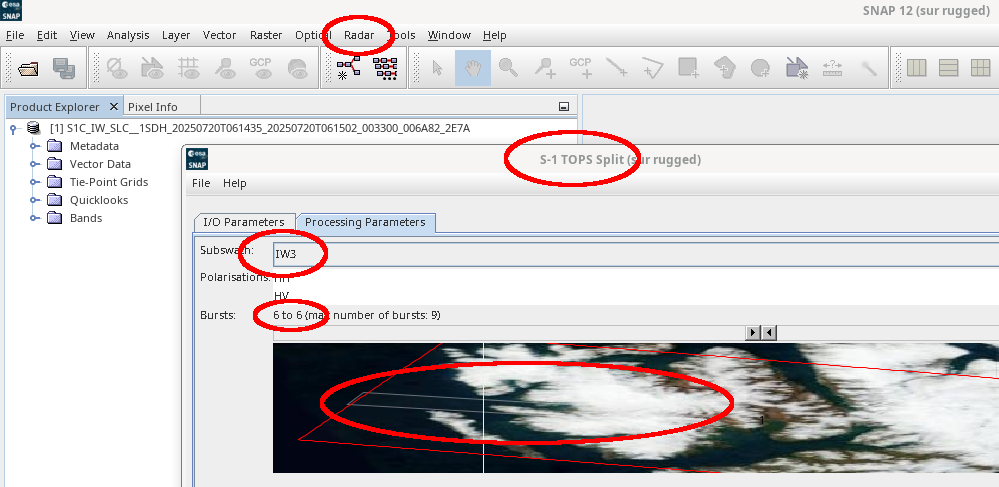 esa
SNAP
SNAP 12 (sur rugged)
File Edit View Analysis Layer Vector Raster Optical Radar Tools Window Help
GCP GCP
Product Explorer X Pixel Info
[1] S1C_IW_SLC__1SDH_20250720T061435_20250720T061502_003300_006A82_2E7A
Metadata
Vector Data
Tie-Point Grids
Quicklooks
Bands
esa
SNAP
S-1 TOPS Split (sur rugged)
File Help
I/O Parameters Processing Parameters
Subswath: IW3
Polarisations: HH
HV
Bursts: 6 to 6 (max number of bursts: 9)
1